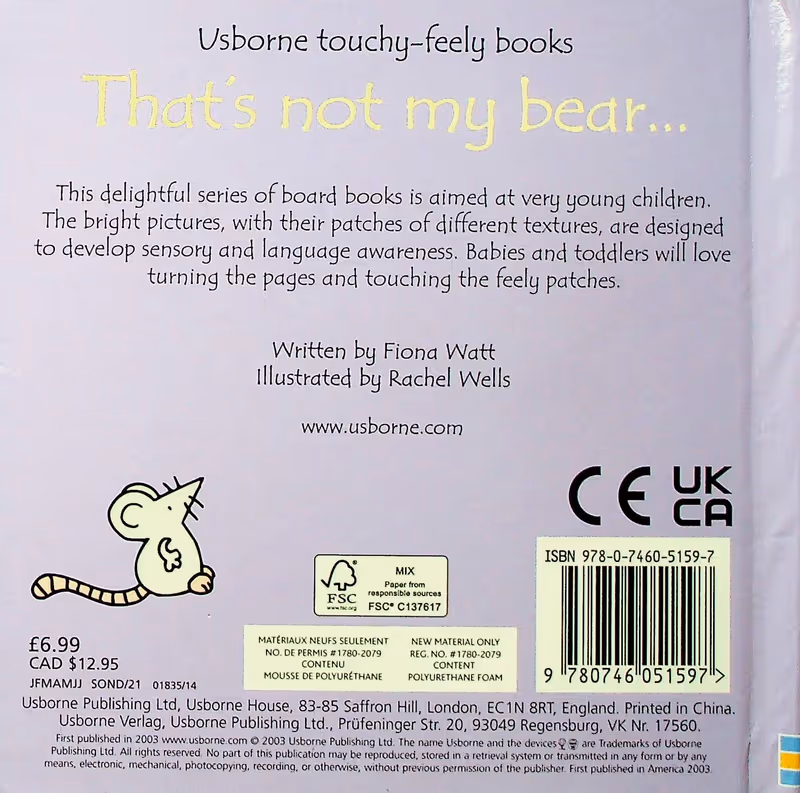 Usborne touchy-feely books
That's not my bear...
This delightful series of board books is aimed at very young children.
The bright pictures, with their patches of different textures, are designed
to develop sensory and language awareness. Babies and toddlers will love
turning the pages and touching the feely patches.
Written by Fiona Watt
Illustrated by Rachel Wells
www.usborne.com
CE UK
CA
ISBN 978-0-7460-5159-7
9 780746 051597 >
FSC
www.fsc.org
MIX
Paper from
responsible sources
FSC® C137617
£6.99
CAD $12.95
JFMAMJJ SOND/21 01835/14
MATÉRIAUX NEUFS SEULEMENT
NO. DE PERMIS #1780-2079
CONTENU
MOUSSE DE POLYURÉTHANE
NEW MATERIAL ONLY
REG. NO. #1780-2079
CONTENT
POLYURETHANE FOAM
Usborne Publishing Ltd, Usborne House, 83-85 Saffron Hill, London, EC1N 8RT, England. Printed in China.
Usborne Verlag, Usborne Publishing Ltd., Prüfeninger Str. 20, 93049 Regensburg, VK Nr. 17560.
First published in 2003 www.usborne.com © 2003 Usborne Publishing Ltd. The name Usborne and the devices are Trademarks of Usborne
Publishing Ltd. All rights reserved. No part of this publication may be reproduced, stored in a retrieval system or transmitted in any form or by any
means, electronic, mechanical, photocopying, recording, or otherwise, without previous permission of the publisher. First published in America 2003.